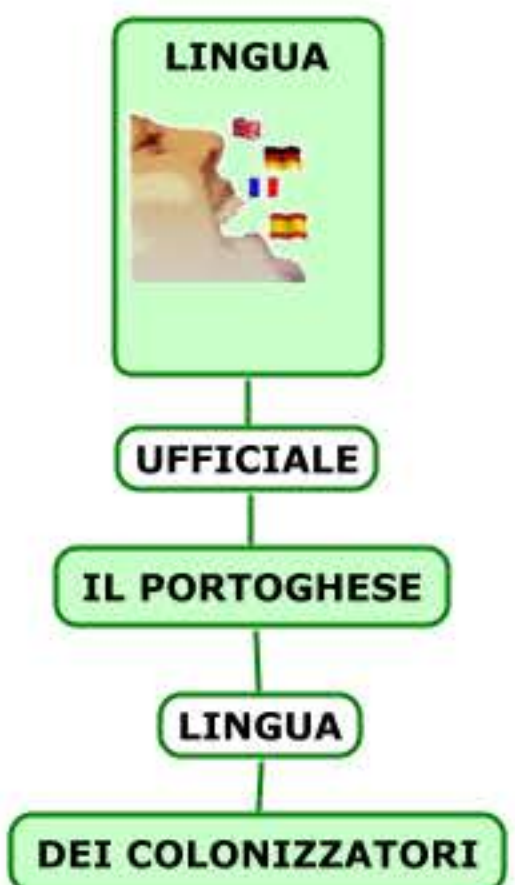 LINGUA
UFFICIALE
IL PORTOGHESE
LINGUA
DEI COLONIZZATORI